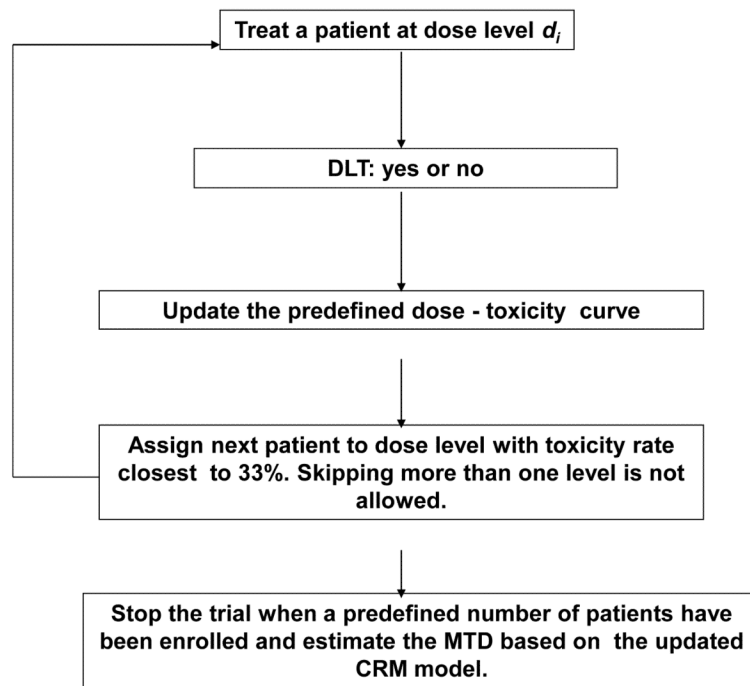 Treat a patient at dose level di
DLT: yes or no
Update the predefined dose - toxicity curve
Assign next patient to dose level with toxicity rate
closest to 33%. Skipping more than one level is not
allowed.
Stop the trial when a predefined number of patients have
been enrolled and estimate the MTD based on the updated
CRM model.